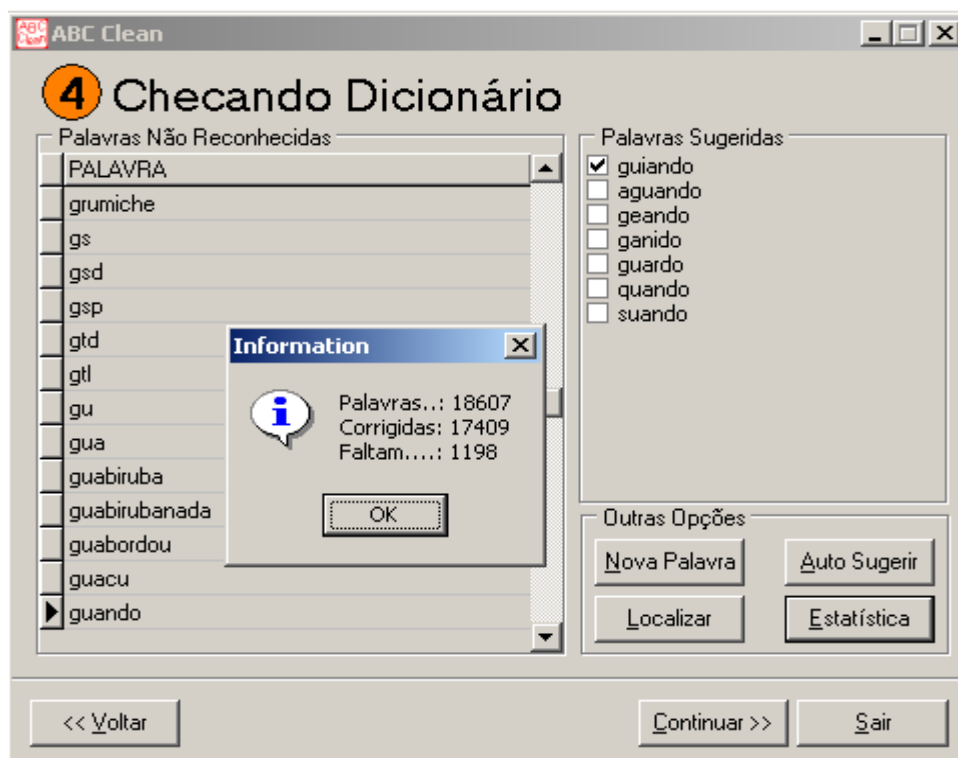 ABC Clean
ABC Clean
4 Checando Dicionário
Palavras Não Reconhecidas
PALAVRA
grumiche
gs
gsd
gsp
gtd
gtl
gu
gua
guabiruba
guabirubanada
guabordou
guacu
guando
Information
Palavras..: 18607
Corrigidas: 17409
Faltam....: 1198
OK
Palavras Sugeridas
guiando
aguando
geando
ganido
guardo
quando
suando
Outras Opções
Nova Palavra
Auto Sugerir
Localizar
Estatística
<< Voltar
Continuar >>
Sair